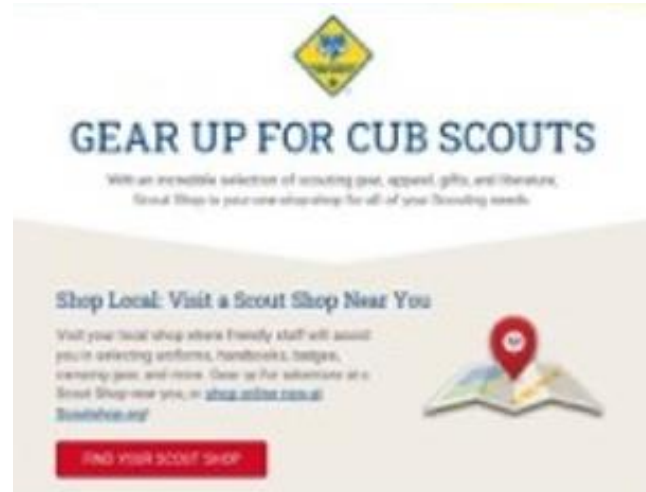 CUB SCOUTS
GEAR UP FOR CUB SCOUTS
With an incredible selection of scouting gear, apparel, gifts, and literature,
Scout Shop is your one-stop-shop for all of your Scouting needs.
Shop Local: Visit a Scout Shop Near You
Visit your local shop where friendly staff will assist
you in selecting uniforms, handbooks, badges,
camping gear, and more. Gear up for adventure at a
Scout Shop near you, or shop online now at
Scoutshop.org!
FIND YOUR SCOUT SHOP